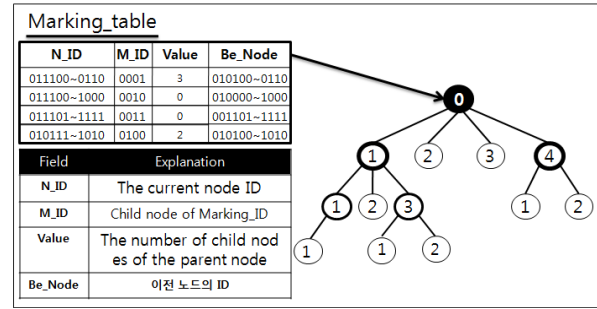 Marking_table
N_ID M_ID Value Be_Node
011100~0110 0001 3 010100~0110
011100~1000 0010 0 010000~1000
011101~1111 0011 0 001101~1111
010111~1010 0100 2 010100~1010
Field Explanation
N_ID The current node ID
M_ID Child node of Marking_ID
Value The number of child nod
es of the parent node
Be_Node 이전 노드의 ID
0
1 2 3 4
1 2 3 1 2
1 1 2